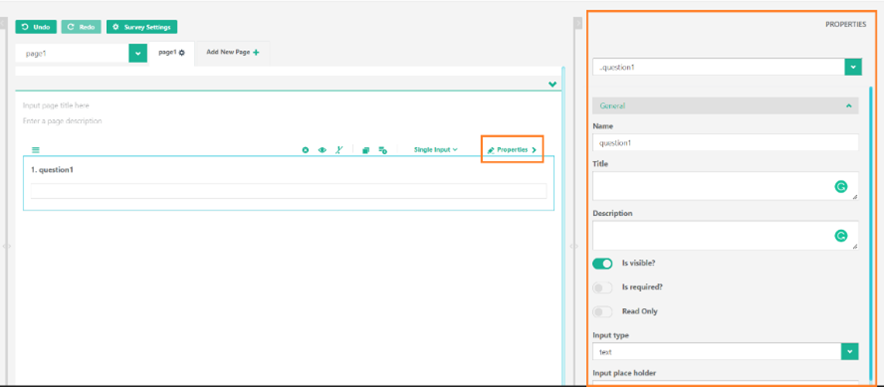 Undo
Redo
Survey Settings
page1
page1
Add New Page
Input page title here
Enter a page description
Single Input
Properties
1. question1
PROPERTIES
.question1
General
Name
question1
Title
Description
Is visible?
Is required?
Read Only
Input type
text
Input place holder